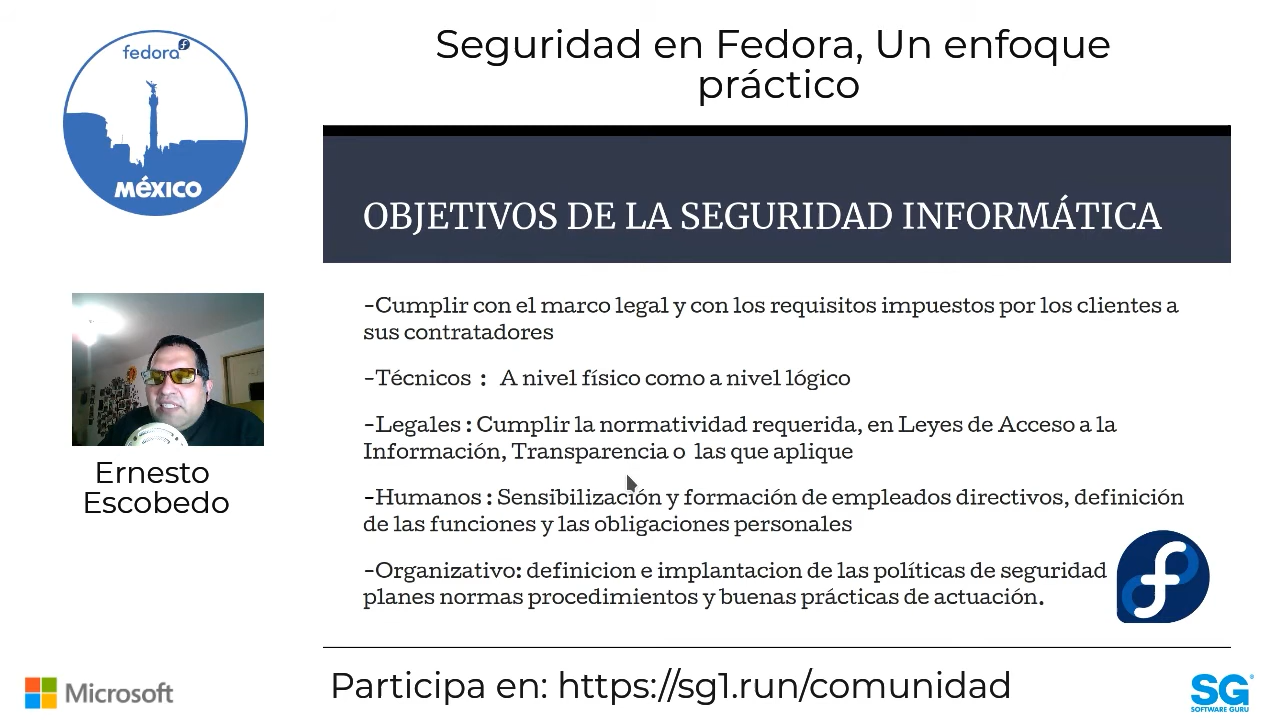 fedora
MéXICO
Seguridad en Fedora, Un enfoque
práctico
OBJETIVOS DE LA SEGURIDAD INFORMÁTICA
-Cumplir con el marco legal y con los requisitos impuestos por los clientes a
sus contratadores
-Técnicos : A nivel físico como a nivel lógico
-Legales : Cumplir la normatividad requerida, en Leyes de Acceso a la
Información, Transparencia o las que aplique
-Humanos : Sensibilización y formación de empleados directivos, definición
de las funciones y las obligaciones personales
-Organizativo: definicion e implantacion de las políticas de seguridad
planes normas procedimientos y buenas prácticas de actuación.
Ernesto
Escobedo
Microsoft
Participa en: https://sg1.run/comunidad
SG
SOFTWARE GURU